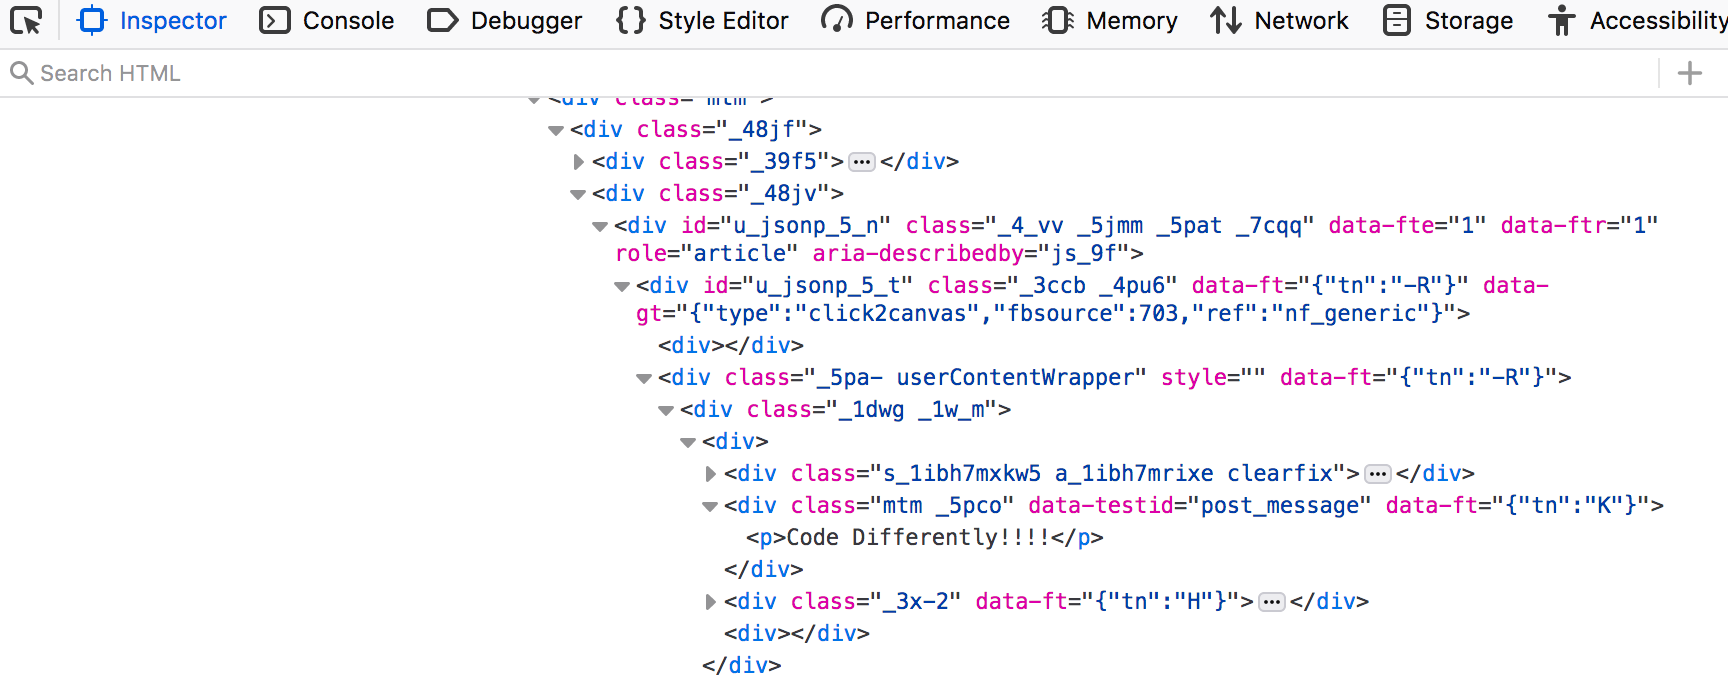 Inspector Console Debugger Style Editor Performance Memory Network Storage Accessibility
Search HTML
<div class="mtm">
<div class="_48jf">
<div class="_39f5"></div>
<div class="_48jv">
<div id="u_jsonp_5_n" class="_4_vv _5jmm _5pat _7cqq" data-fte="1" data-ftr="1"
role="article" aria-describedby="js_9f">
<div id="u_jsonp_5_t" class="_3ccb _4pu6" data-ft="{"tn":"-R"}" data-
gt="{"type":"click2canvas","fbsource":703,"ref":"nf_generic"}">
<div></div>
<div class="_5pa- userContentWrapper" style="" data-ft="{"tn":"-R"}">
<div class="_1dwg _1w_m">
<div>
<div class="s_1ibh7mxkw5 a_1ibh7mrixe clearfix"></div>
<div class="mtm _5pco" data-testid="post_message" data-ft="{"tn":"K"}">
<p>Code Differently!!!!</p>
</div>
<div class="_3x-2" data-ft="{"tn":"H"}"></div>
<div></div>
</div>